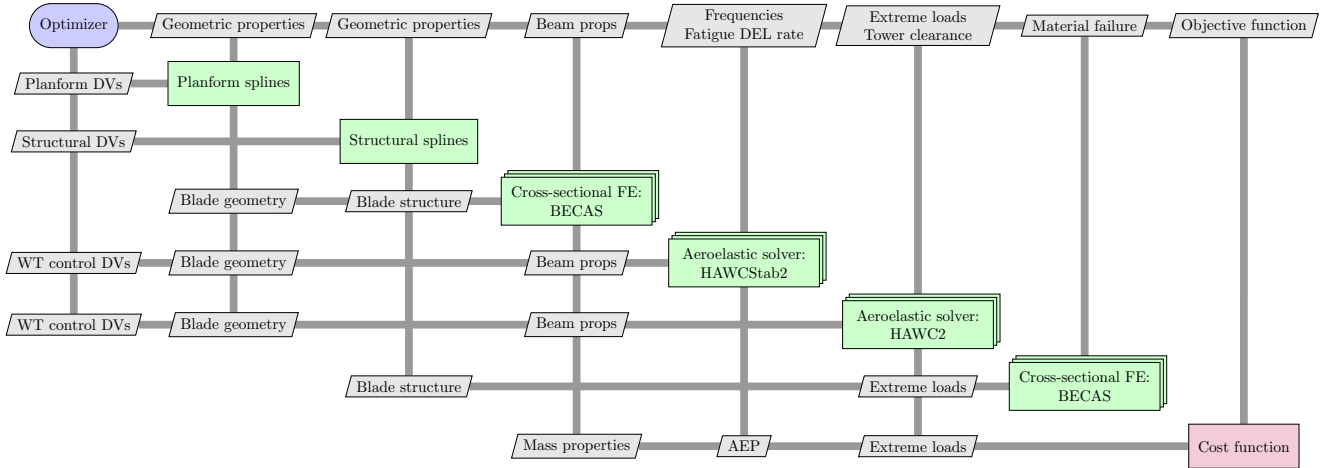 Optimizer
Geometric properties
Geometric properties
Beam props
Frequencies
Fatigue DEL rate
Extreme loads
Tower clearance
Material failure
Objective function
Planform DVs
Planform splines
Structural DVs
Structural splines
Blade geometry
Blade structure
Cross-sectional FE:
BECAS
WT control DVs
Blade geometry
Beam props
Aeroelastic solver:
HAWCStab2
WT control DVs
Blade geometry
Beam props
Aeroelastic solver:
HAWC2
Blade structure
Extreme loads
Cross-sectional FE:
BECAS
Mass properties
AEP
Extreme loads
Cost function